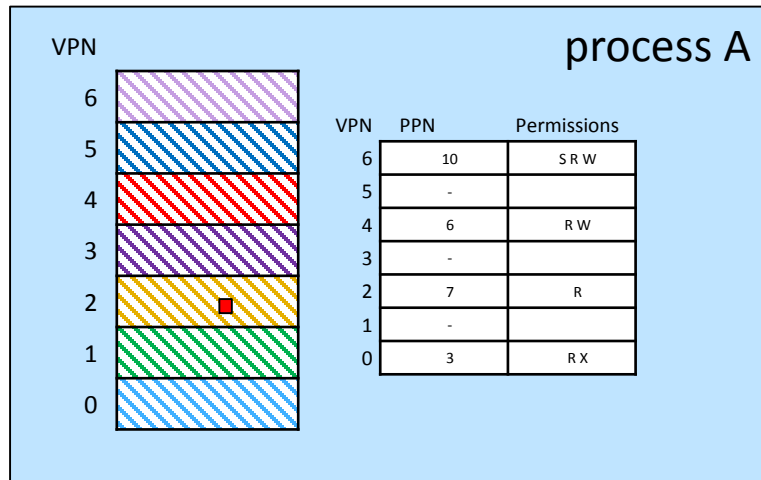 process A
VPN
6
5
4
3
2
1
0
VPN PPN Permissions
6 10 S R W
5 -
4 6 R W
3 -
2 7 R
1 -
0 3 R X